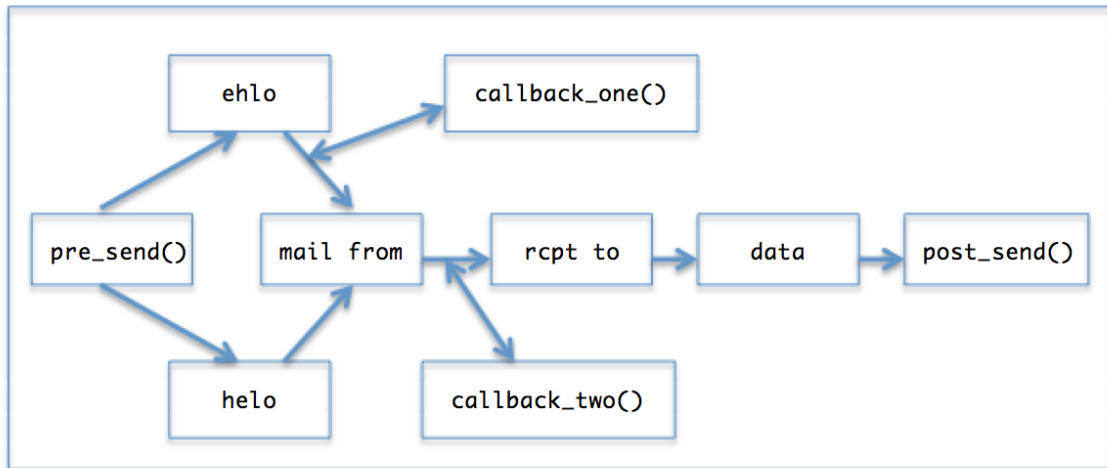 ehlo
callback_one()
pre_send()
mail from
rcpt to
data
post_send()
helo
callback_two()